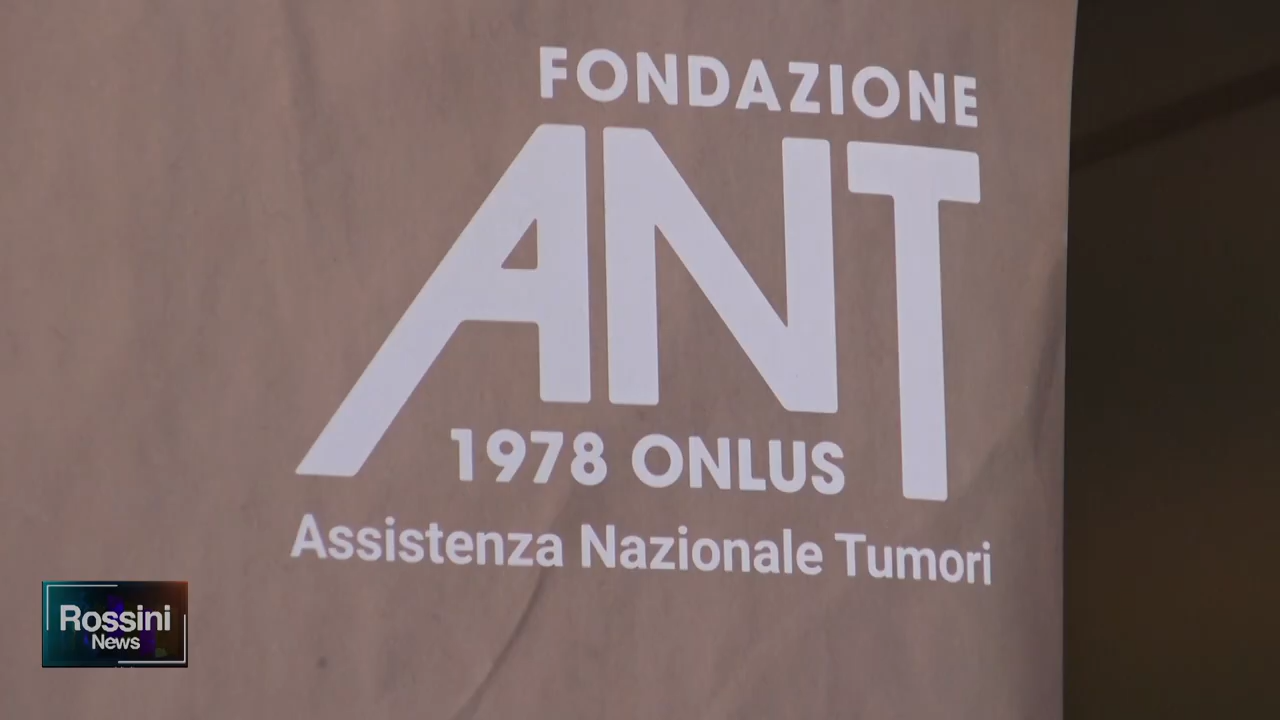 FONDAZIONE
ANT
1978 ONLUS
Assistenza Nazionale Tumori
Rossini
News